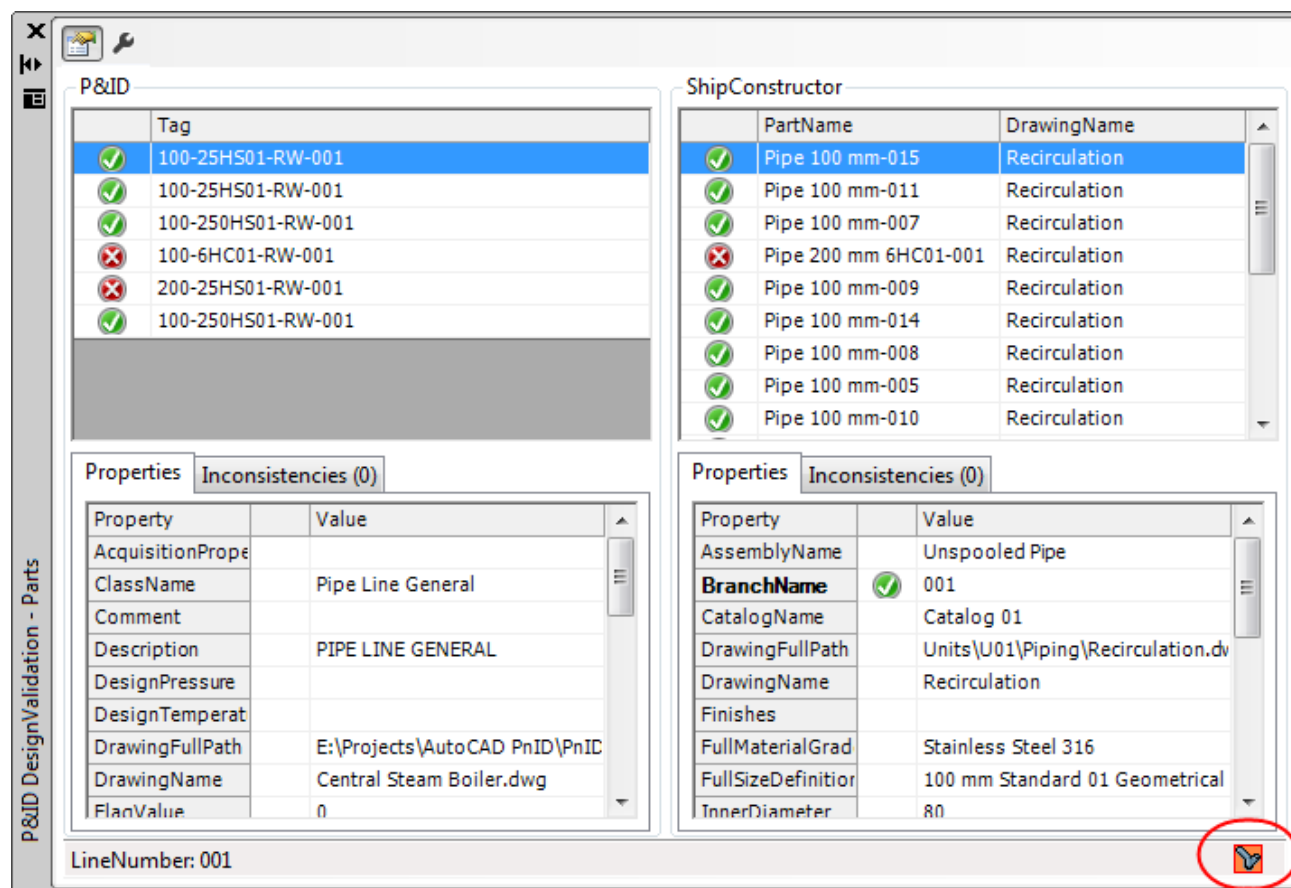 P&ID DesignValidation - Parts
P&ID
Tag
100-25HS01-RW-001
100-25HS01-RW-001
100-250HS01-RW-001
100-6HC01-RW-001
200-25HS01-RW-001
100-250HS01-RW-001
ShipConstructor
PartName DrawingName
Pipe 100 mm-015 Recirculation
Pipe 100 mm-011 Recirculation
Pipe 100 mm-007 Recirculation
Pipe 200 mm 6HC01-001 Recirculation
Pipe 100 mm-009 Recirculation
Pipe 100 mm-014 Recirculation
Pipe 100 mm-008 Recirculation
Pipe 100 mm-005 Recirculation
Pipe 100 mm-010 Recirculation
Properties Inconsistencies (0)
Property Value
AcquisitionPrope
ClassName Pipe Line General
Comment
Description PIPE LINE GENERAL
DesignPressure
DesignTemperat
DrawingFullPath E:\Projects\AutoCAD PnID\PnID
DrawingName Central Steam Boiler.dwg
FlagValue 0
Properties Inconsistencies (0)
Property Value
AssemblyName Unspooled Pipe
BranchName 001
CatalogName Catalog 01
DrawingFullPath Units\U01\Piping\Recirculation.dw
DrawingName Recirculation
Finishes
FullMaterialGrad Stainless Steel 316
FullSizeDefinition 100 mm Standard 01 Geometrical
InnerDiameter 80
LineNumber: 001